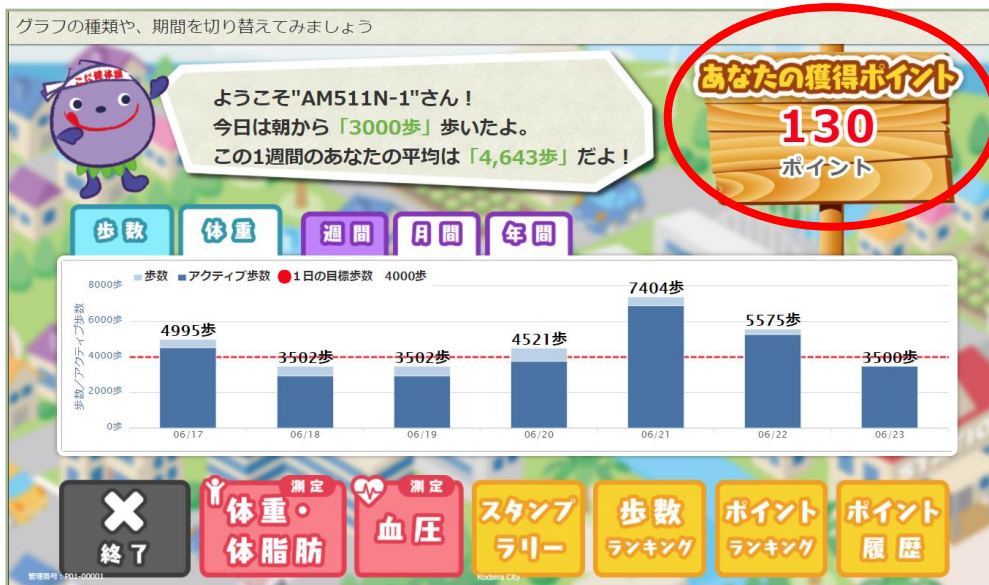 グラフの種類や、期間を切り替えてみましょう
ようこそ"AM511N-1"さん！
今日は朝から「3000歩」歩いたよ。
この1週間のあなたの平均は「4,643歩」だよ！
あなたの獲得ポイント
130
ポイント
歩数
体重
週間
月間
年間
歩数 アクティブ歩数 1日の目標歩数 4000歩
歩数／アクティブ歩数
8000歩
6000歩
4000歩
2000歩
0歩
4995歩
3502歩
3502歩
4521歩
7404歩
5575歩
3500歩
06/17
06/18
06/19
06/20
06/21
06/22
06/23
終了
測定
体重・
体脂肪
測定
血圧
スタンプ
ラリー
歩数
ランキング
ポイント
ランキング
ポイント
履歴
管理番号：P01-00001
Kodaira City